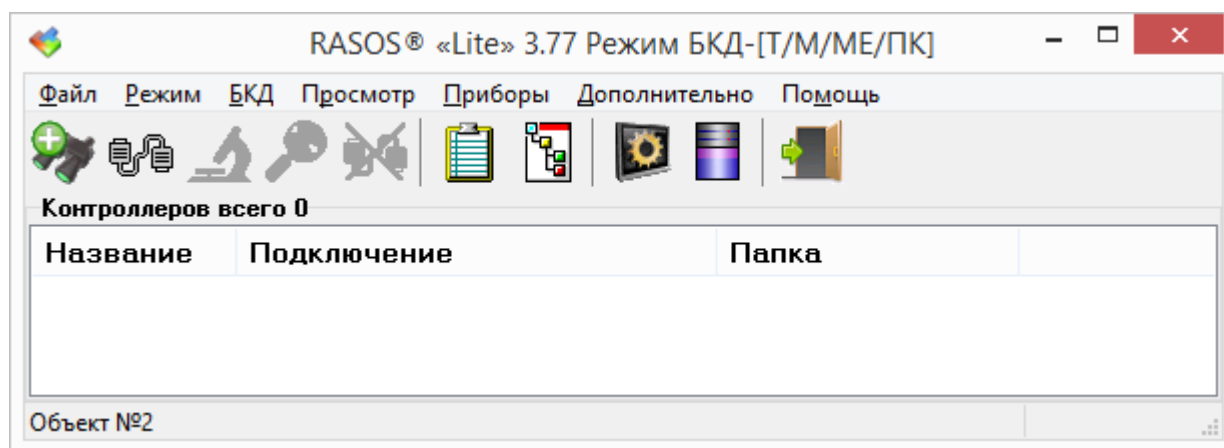 RASOS® «Lite» 3.77 Режим БКД-[Т/М/МЕ/ПК]
Файл Режим БКД Просмотр Приборы Дополнительно Помощь
Контроллеров всего 0
Название Подключение Папка
Объект №2